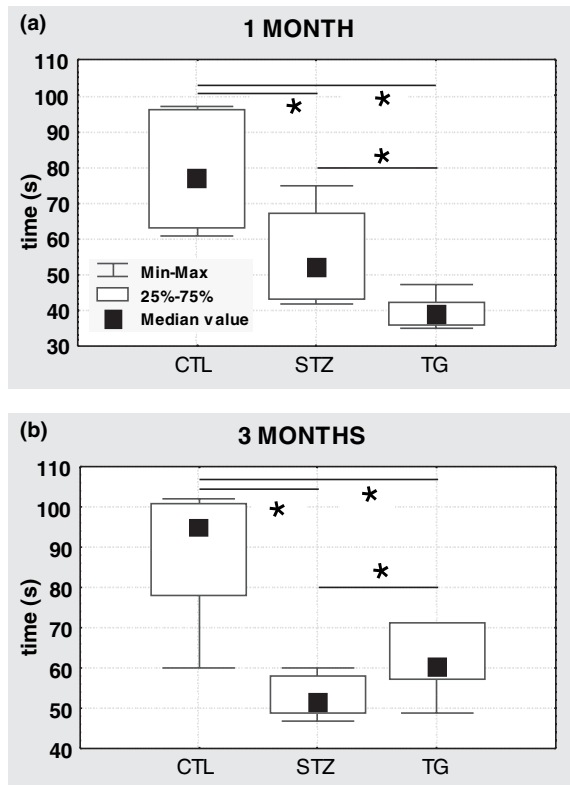 (a)
1 MONTH
110
100
90
80
70
60
50
40
30
time (s)
* *
*
Min-Max
25%-75%
Median value
CTL STZ TG
(b)
3 MONTHS
110
100
90
80
70
60
50
40
time (s)
* *
*
CTL STZ TG